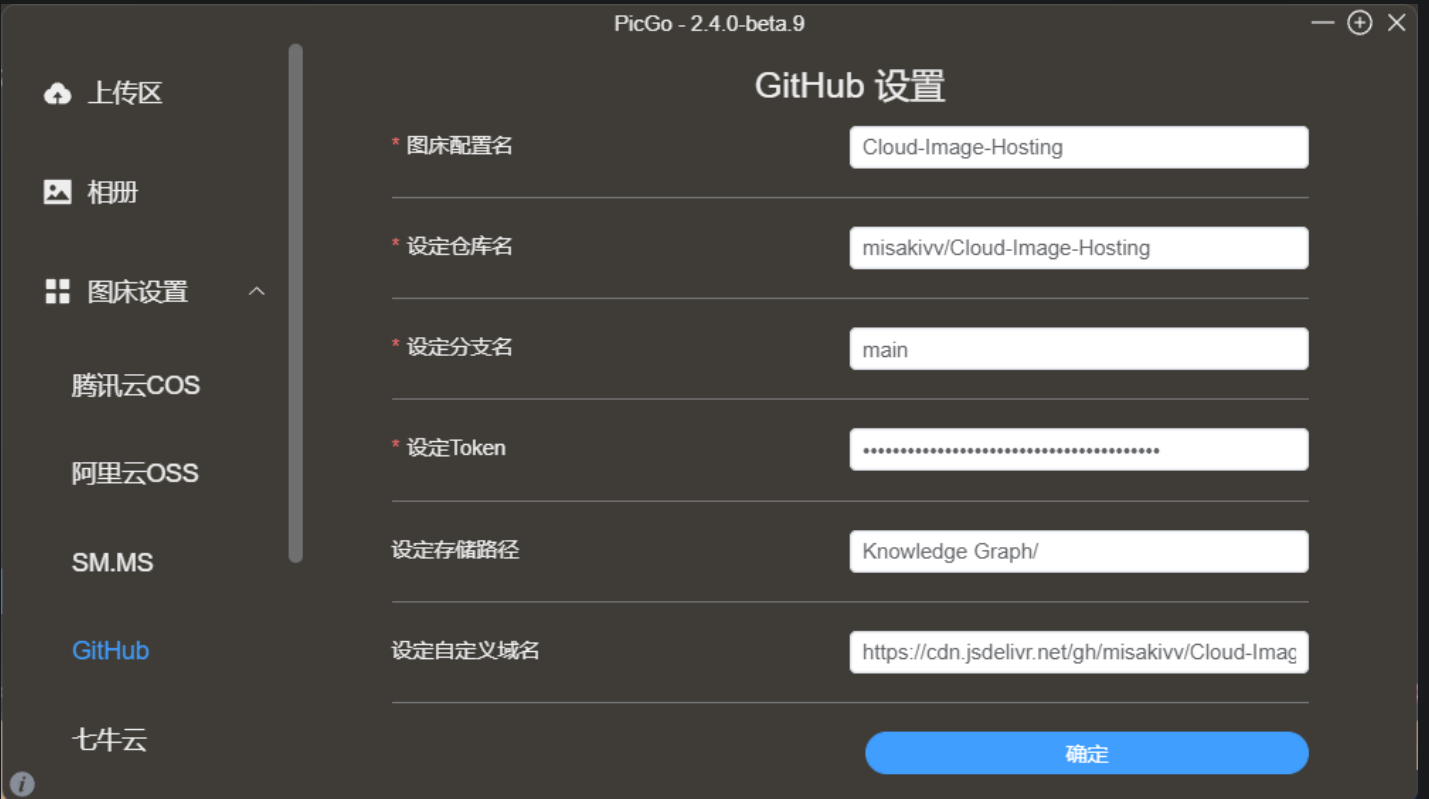 PicGo - 2.4.0-beta.9
上传区
相册
图床设置
腾讯云COS
阿里云OSS
SM.MS
GitHub
七牛云
GitHub 设置
* 图床配置名
Cloud-Image-Hosting
* 设定仓库名
misakivv/Cloud-Image-Hosting
* 设定分支名
main
* 设定Token
设定存储路径
Knowledge Graph/
设定自定义域名
https://cdn.jsdelivr.net/gh/misakivv/Cloud-Imag
确定